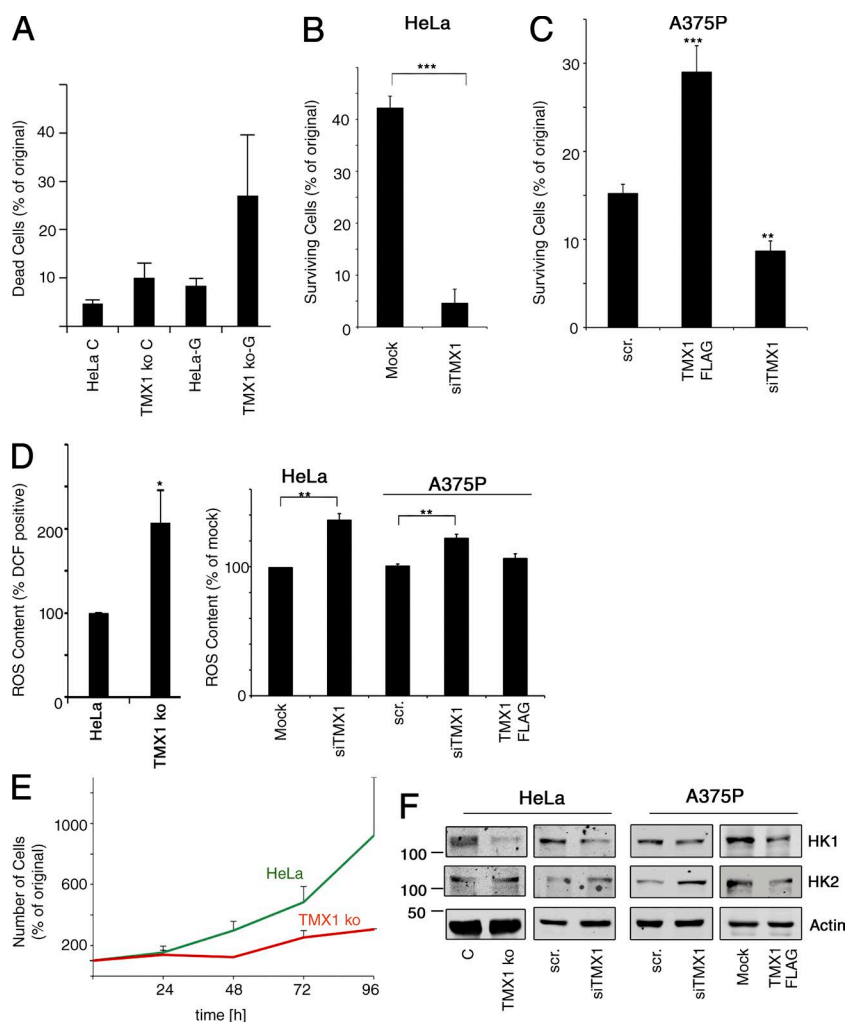 A
Dead Cells (% of original)
50
40
30
20
10
HeLa C
TMX1 ko C
HeLa-G
TMX1 ko-G
B
HeLa
Surviving Cells (% of original)
40
30
20
10
0
***
Mock
siTMX1
C
A375P
Surviving Cells (% of original)
30
20
10
0
***
**
scr.
TMX1
FLAG
siTMX1
D
ROS Content (% DCF positive)
200
100
0
*
HeLa
TMX1 ko
HeLa
A375P
ROS Content (% of mock)
100
0
**
**
Mock
siTMX1
scr.
siTMX1
TMX1
FLAG
E
Number of Cells
(% of original)
1000
600
400
200
HeLa
TMX1 ko
24
48
72
96
time [h]
F
HeLa
A375P
100
HK1
100
HK2
50
Actin
C
TMX1 ko
scr.
siTMX1
scr.
siTMX1
Mock
TMX1
FLAG